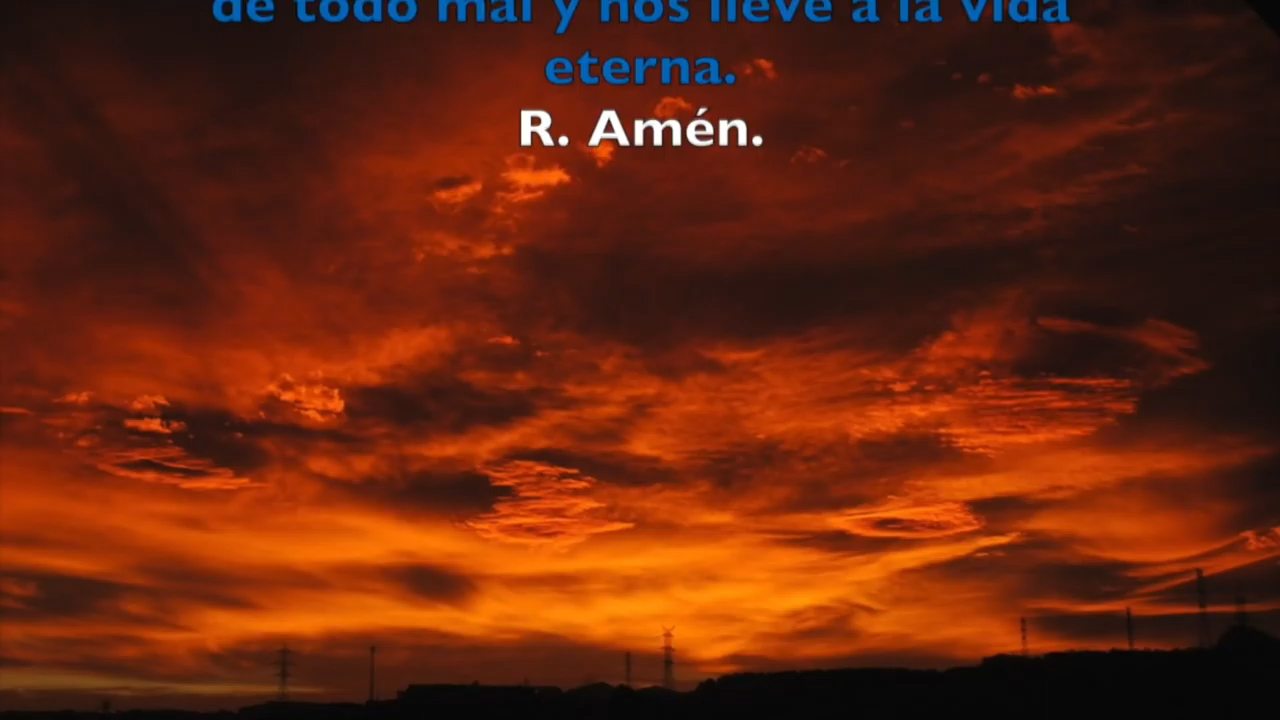 de todo mal y nos lleve a la vida
eterna.
R. Amén.